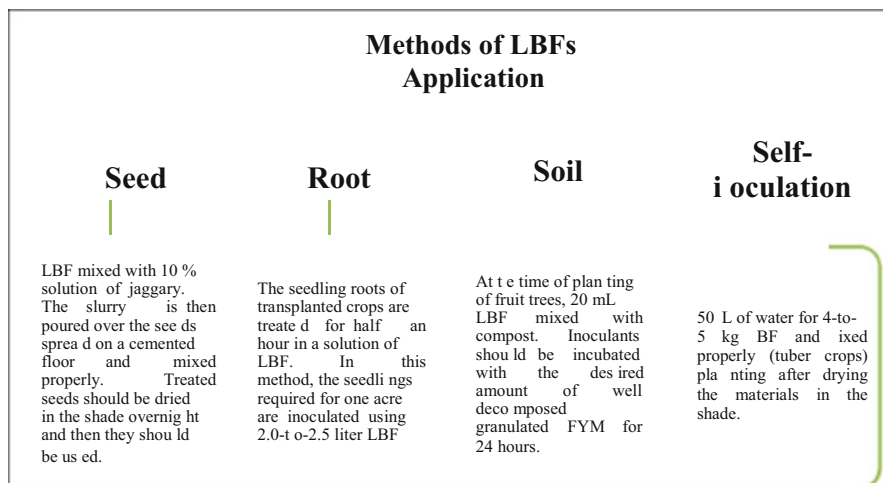 Methods of LBFs
Application
Seed
LBF mixed with 10 %
solution of jaggary.
The slurry is then
poured over the see ds
sprea d on a cemented
floor and mixed
properly. Treated
seeds should be dried
in the shade overnig ht
and then they shou ld
be us ed.
Root
The seedling roots of
transplanted crops are
treate d for half an
hour in a solution of
LBF. In this
method, the seedli ngs
required for one acre
are inoculated using
2.0-t o-2.5 liter LBF
Soil
At t e time of plan ting
of fruit trees, 20 mL
LBF mixed with
compost. Inoculants
shou ld be incubated
with the des ired
amount of well
deco mposed
granulated FYM for
24 hours.
Self-
i oculation
50 L of water for 4-to-
5 kg BF and ixed
properly (tuber crops)
pla nting after drying
the materials in the
shade.